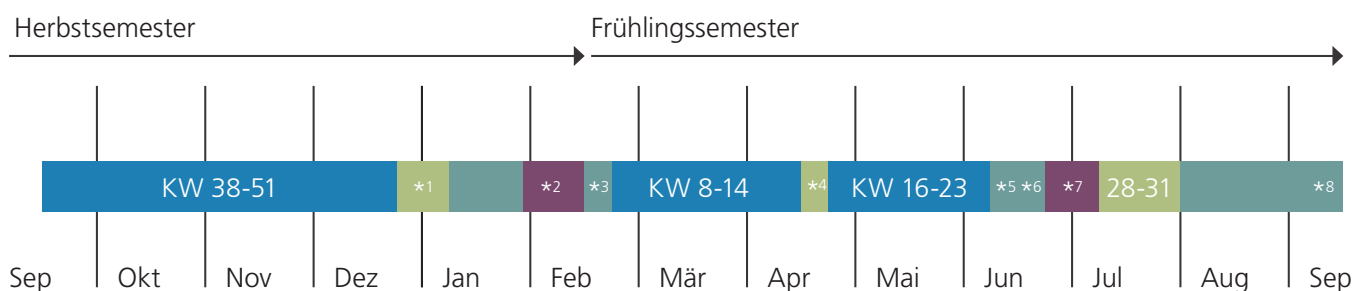 Herbstsemester Frühlingssemester
KW 38-51 *1 *2 *3 KW 8-14 *4 KW 16-23 *5 *6 *7 28-31 *8
Sep Okt Nov Dez Jan Feb Mär Apr Mai Jun Jul Aug Sep